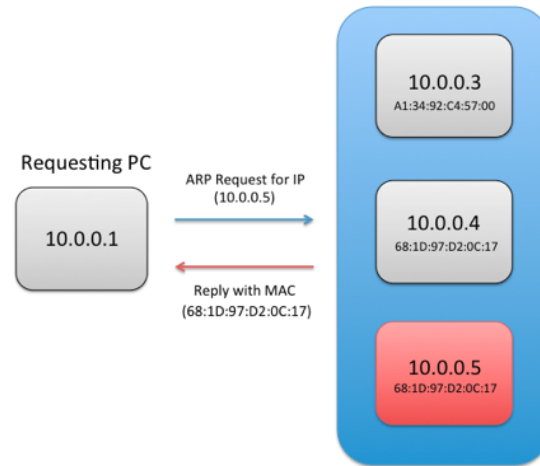 Requesting PC
10.0.0.1
ARP Request for IP
(10.0.0.5)
Reply with MAC
(68:1D:97:D2:0C:17)
10.0.0.3
A1:34:92:C4:57:00
10.0.0.4
68:1D:97:D2:0C:17
10.0.0.5
68:1D:97:D2:0C:17